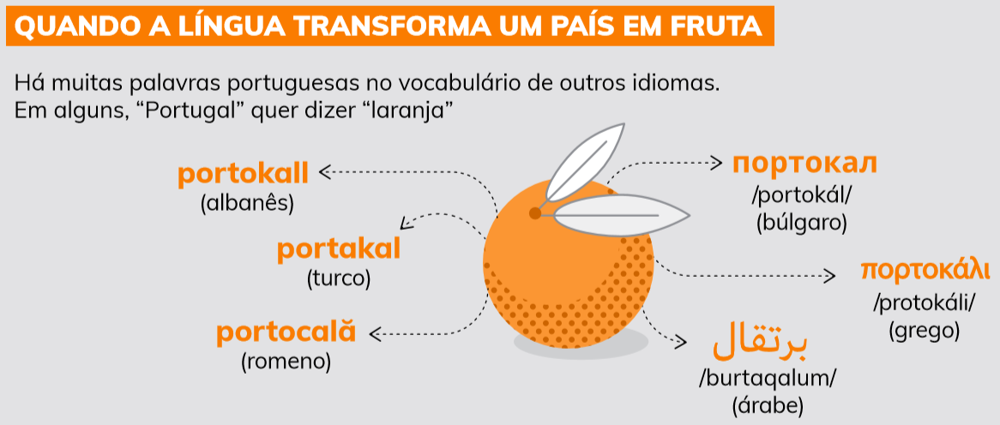 QUANDO A LÍNGUA TRANSFORMA UM PAÍS EM FRUTA
Há muitas palavras portuguesas no vocabulário de outros idiomas.
Em alguns, “Portugal” quer dizer “laranja”
portokall
(albanês)
portakal
(turco)
portocală
(romeno)
портокал
/portokál/
(búlgaro)
πορτοκάλι
/protokáli/
(grego)
برتقال
/burtaqalum/
(árabe)